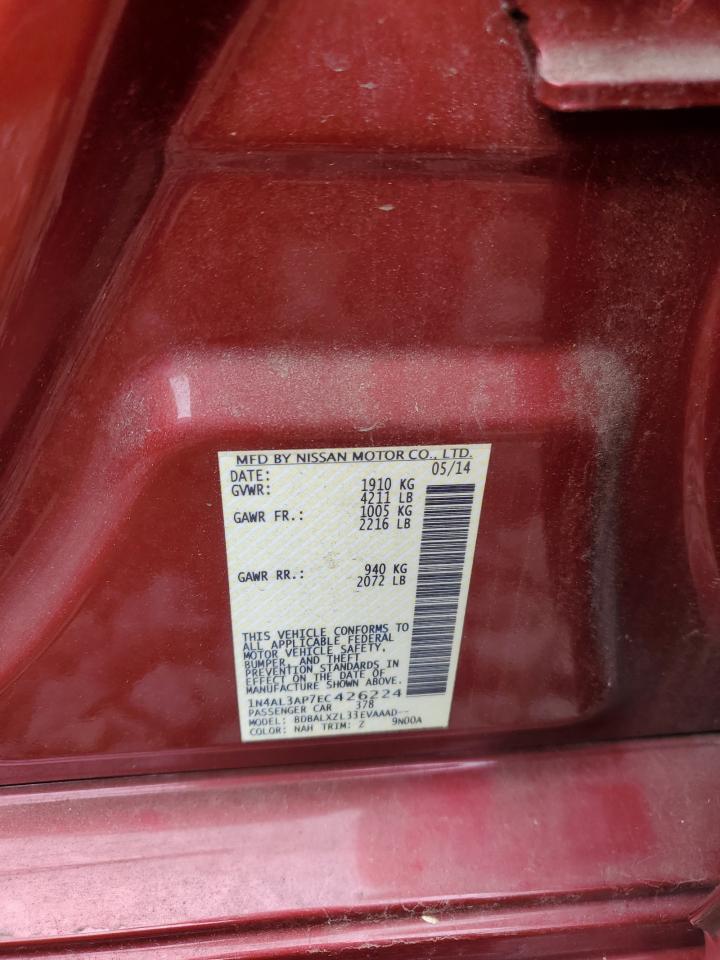 MFD BY NISSAN MOTOR CO., LTD.
DATE: 05/14
GVWR: 1910 KG
4211 LB
GAWR FR.: 1005 KG
2216 LB
GAWR RR.: 940 KG
2072 LB
THIS VEHICLE CONFORMS TO
ALL APPLICABLE FEDERAL
MOTOR VEHICLE SAFETY,
BUMPER, AND THEFT
PREVENTION STANDARDS IN
EFFECT ON THE DATE OF
MANUFACTURE SHOWN ABOVE.
1N4AL3AP7EC426224
PASSENGER CAR 378
MODEL: BDBALXZL33EVAAAD--
COLOR: NAH TRIM: Z 9N00A